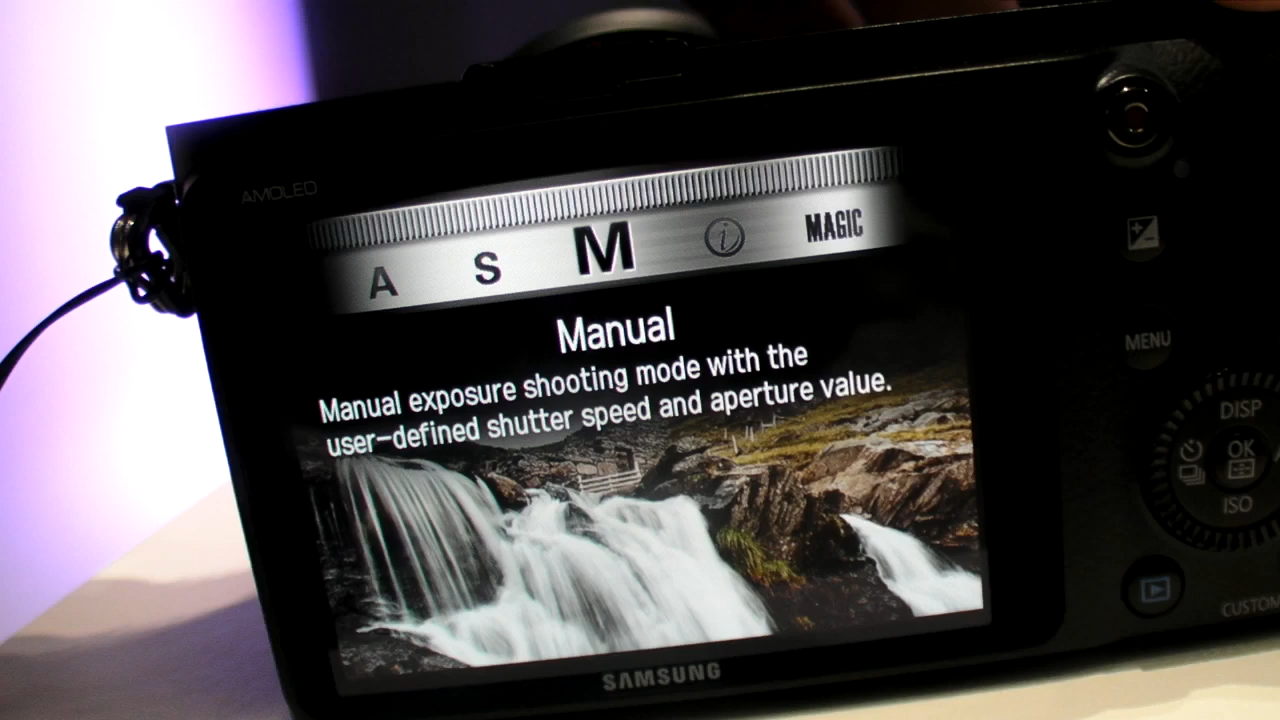 AMOLED
A S M i MAGIC
Manual
Manual exposure shooting mode with the
user-defined shutter speed and aperture value.
SAMSUNG
MENU
DISP
OK
ISO
CUSTOM